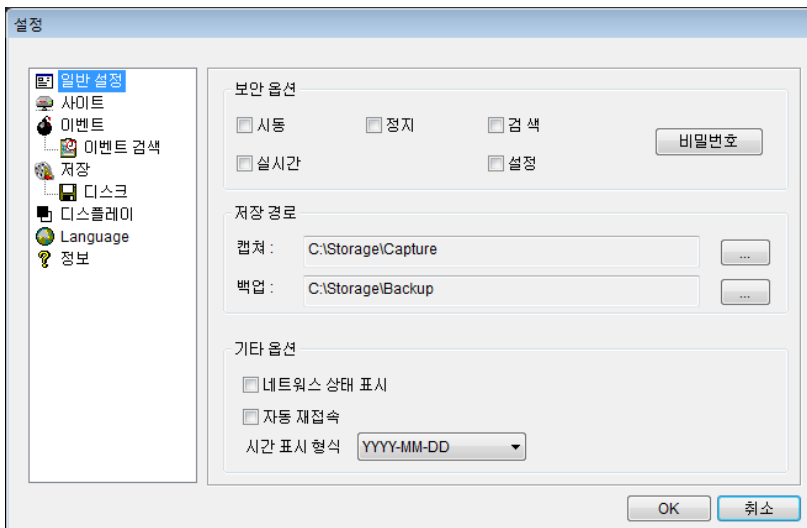 설정
일반 설정
사이트
이벤트
이벤트 검색
저장
디스크
디스플레이
Language
정보
보안 옵션
시동 정지 검 색
비밀번호
실시간 설정
저장 경로
캡쳐 : C:\Storage\Capture ...
백업 : C:\Storage\Backup ...
기타 옵션
네트워스 상태 표시
자동 재접속
시간 표시 형식 YYYY-MM-DD
OK 취소